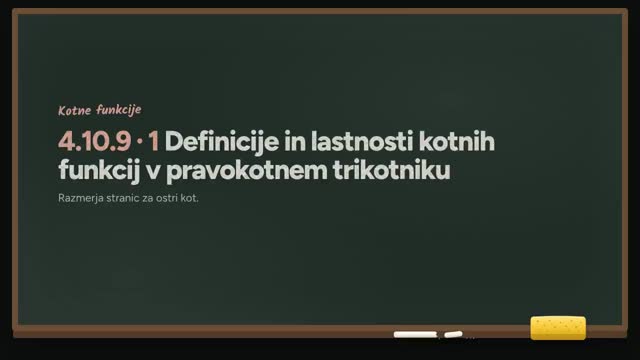 Kotne funkcije
4.10.9 · 1 Definicije in lastnosti kotnih
funkcij v pravokotnem trikotniku
Razmerja stranic za ostri kot.